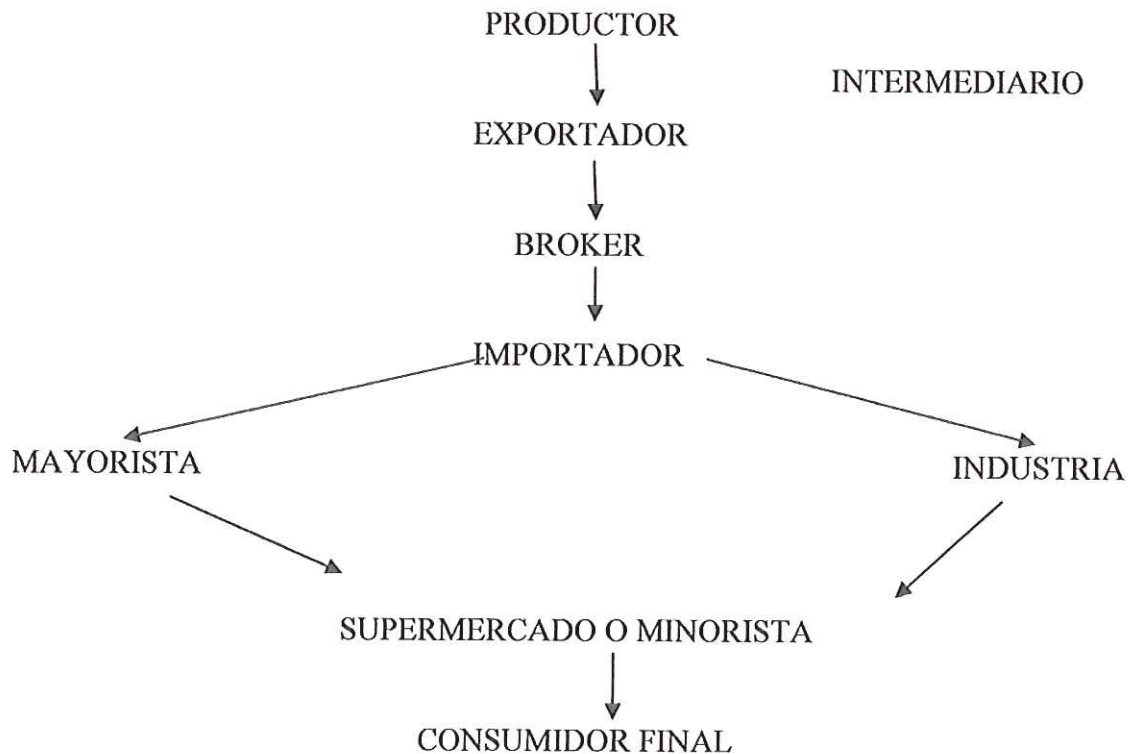 PRODUCTOR
INTERMEDIARIO
EXPORTADOR
BROKER
IMPORTADOR
MAYORISTA
INDUSTRIA
SUPERMERCADO O MINORISTA
CONSUMIDOR FINAL